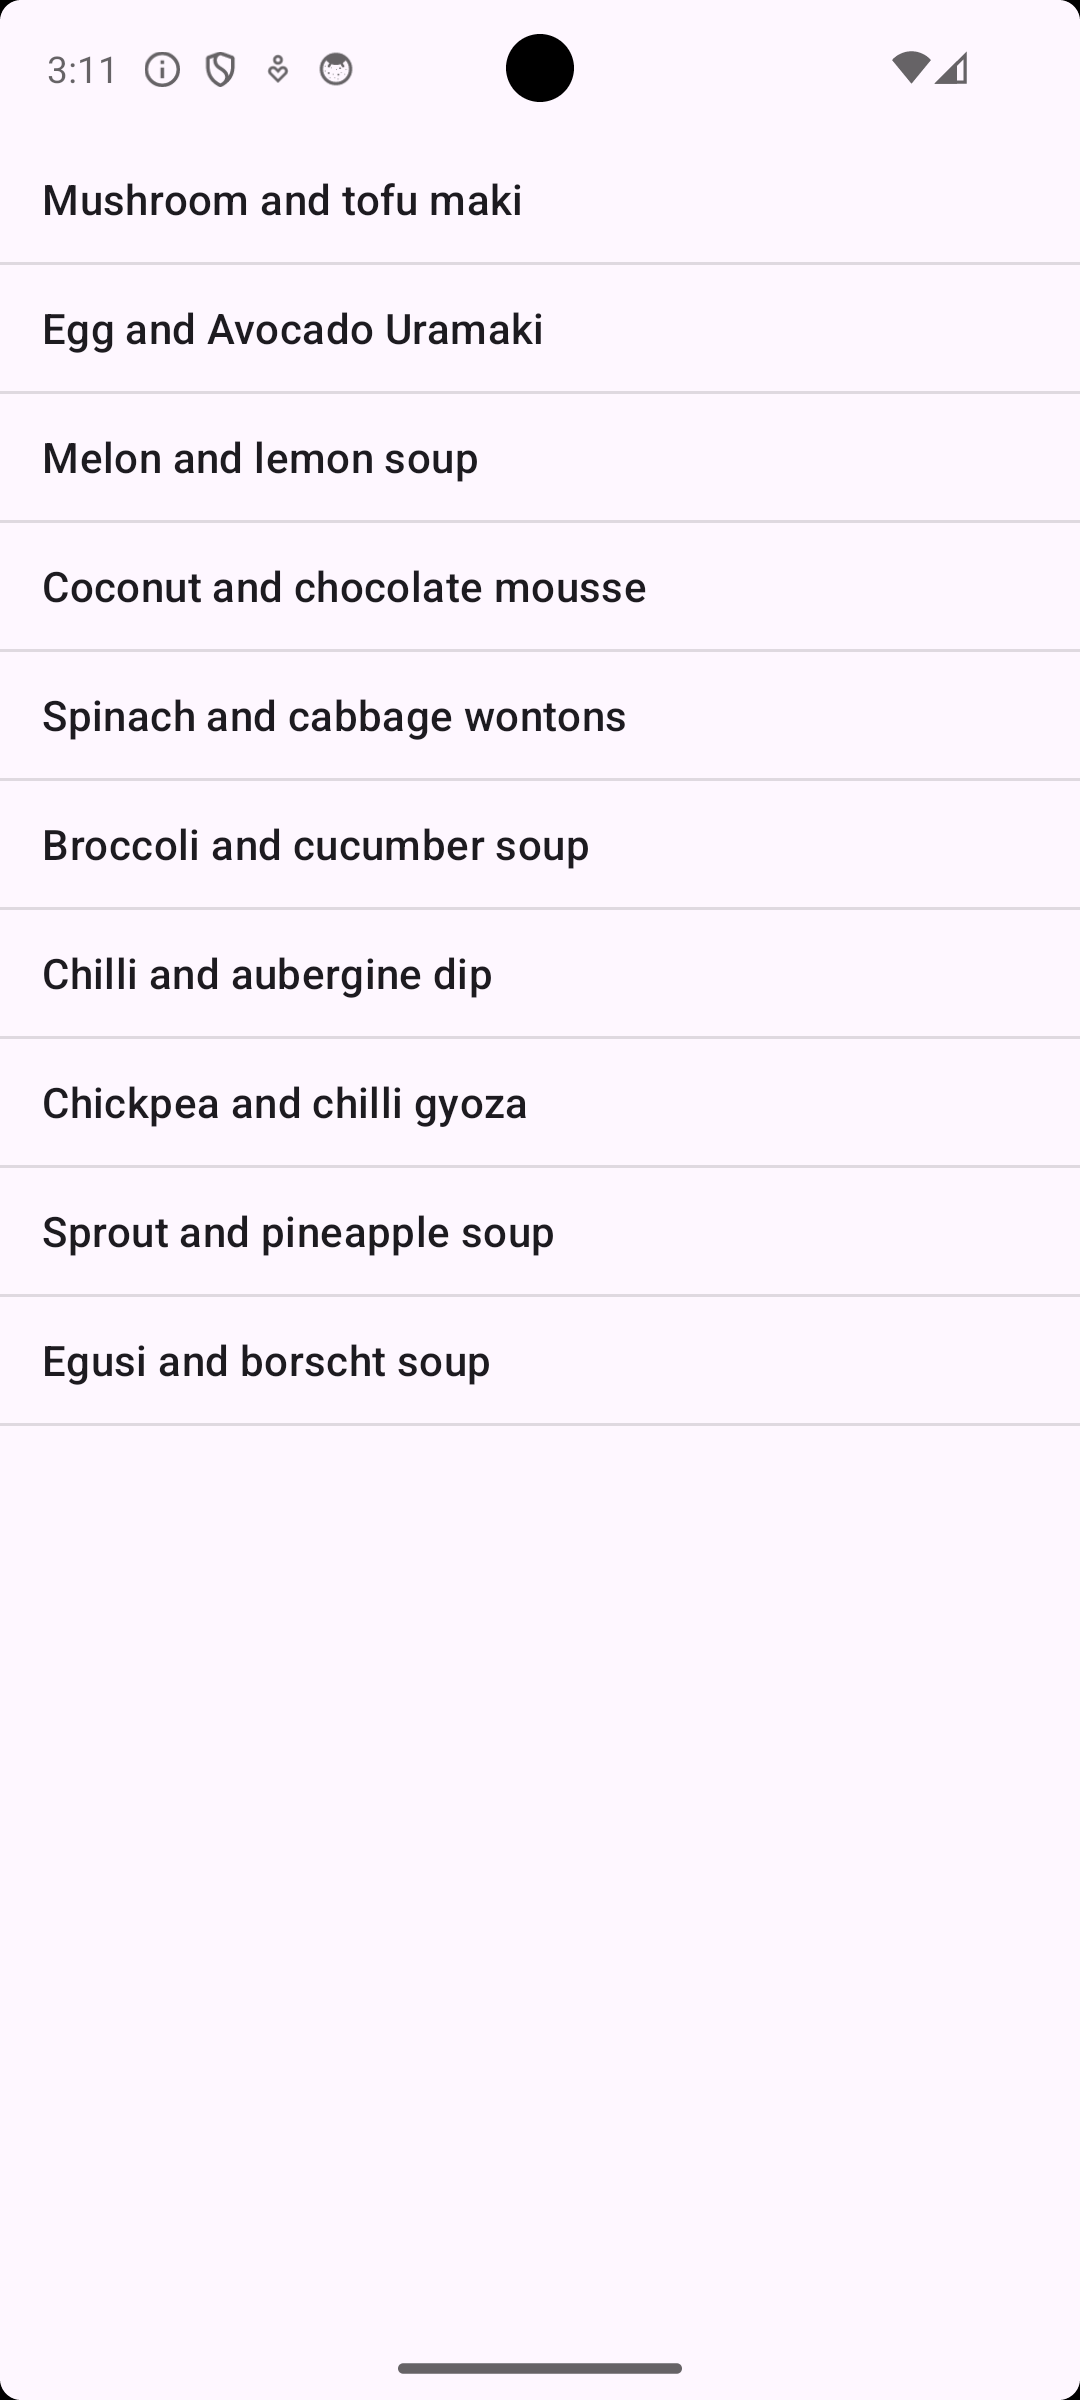 3:11
Mushroom and tofu maki
Egg and Avocado Uramaki
Melon and lemon soup
Coconut and chocolate mousse
Spinach and cabbage wontons
Broccoli and cucumber soup
Chilli and aubergine dip
Chickpea and chilli gyoza
Sprout and pineapple soup
Egusi and borscht soup